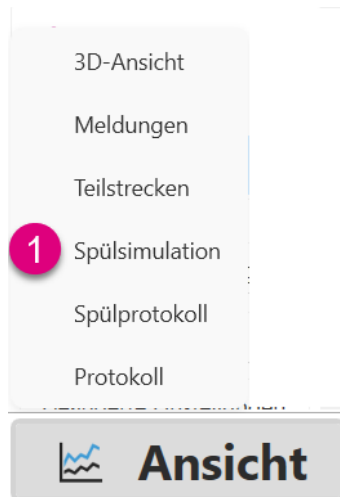 3D-Ansicht
Meldungen
Teilstrecken
1 Spülsimulation
Spülprotokoll
Protokoll
Ansicht